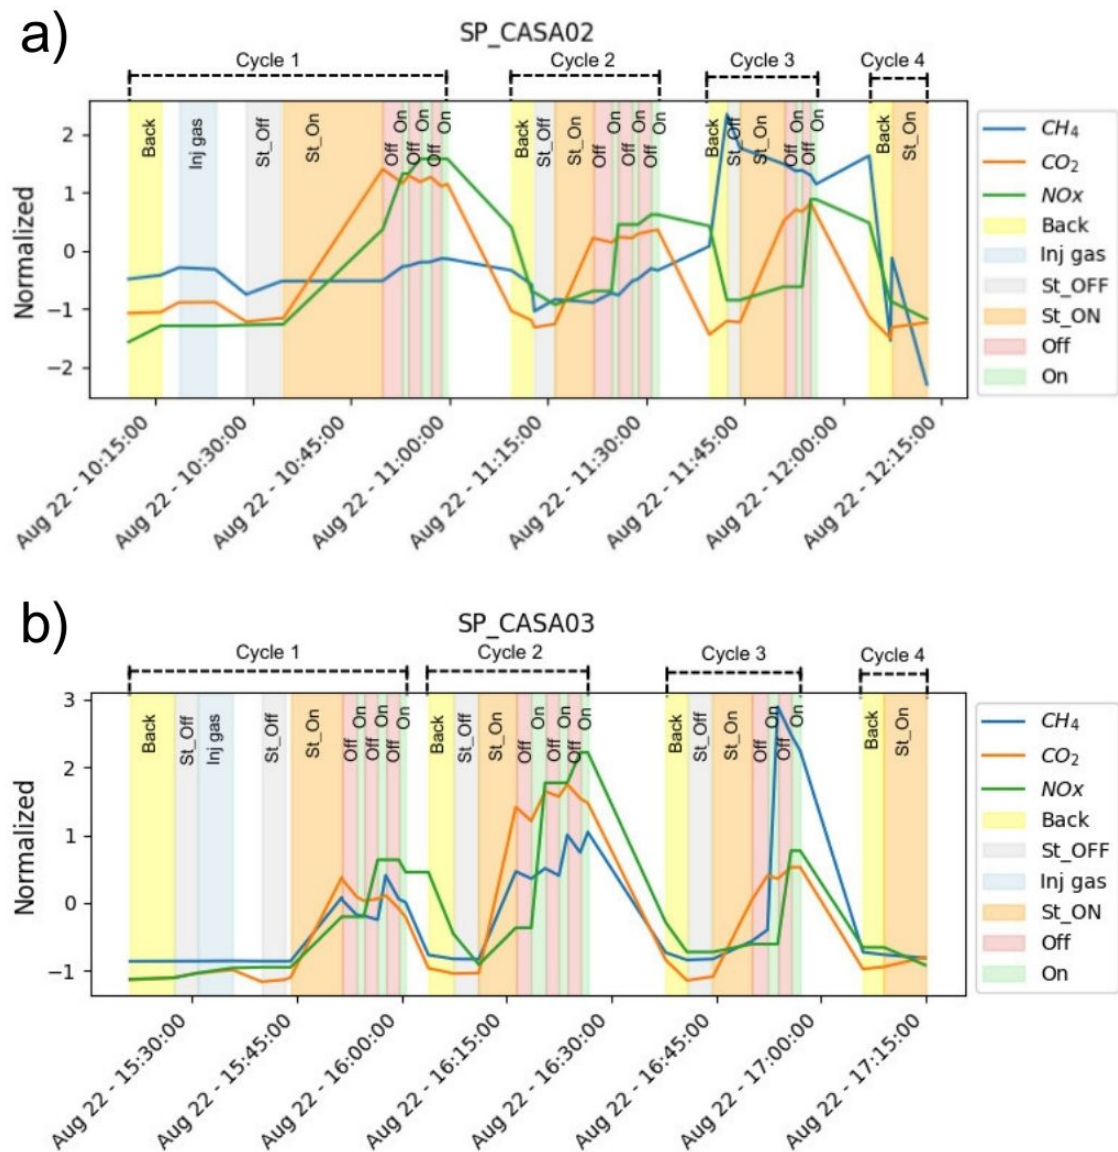 a)
SP_CASA02
Cycle 1 Cycle 2 Cycle 3 Cycle 4
Back Inj gas St_Off St_On Off On Off On Off On Back St_Off St_On Off On Off On Off On Back St_Off St_On Off On Off On Back St_On
Normalized
2
1
0
−1
−2
CH4
CO2
NOx
Back
Inj gas
St_OFF
St_ON
Off
On
Aug 22 - 10:15:00
Aug 22 - 10:30:00
Aug 22 - 10:45:00
Aug 22 - 11:00:00
Aug 22 - 11:15:00
Aug 22 - 11:30:00
Aug 22 - 11:45:00
Aug 22 - 12:00:00
Aug 22 - 12:15:00
b)
SP_CASA03
Cycle 1 Cycle 2 Cycle 3 Cycle 4
Back St_Off Inj gas St_Off St_On Off On Off On Off On Back St_Off St_On Off On Off On Off On Back St_Off St_On Off On Off On Back St_On
Normalized
3
2
1
0
−1
CH4
CO2
NOx
Back
St_OFF
Inj gas
St_ON
Off
On
Aug 22 - 15:30:00
Aug 22 - 15:45:00
Aug 22 - 16:00:00
Aug 22 - 16:15:00
Aug 22 - 16:30:00
Aug 22 - 16:45:00
Aug 22 - 17:00:00
Aug 22 - 17:15:00